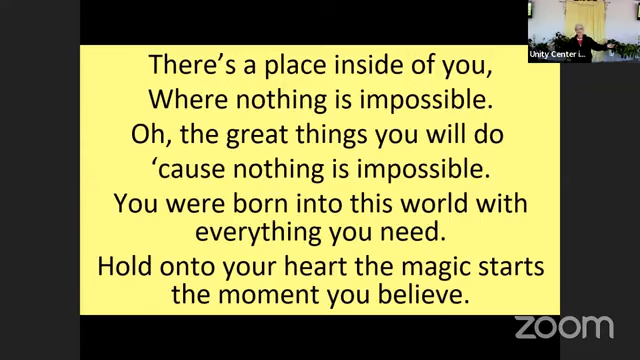 Unity Center i...
There's a place inside of you,
Where nothing is impossible.
Oh, the great things you will do
‘cause nothing is impossible.
You were born into this world with
everything you need.
Hold onto your heart the magic starts
the moment you believe.
zoom